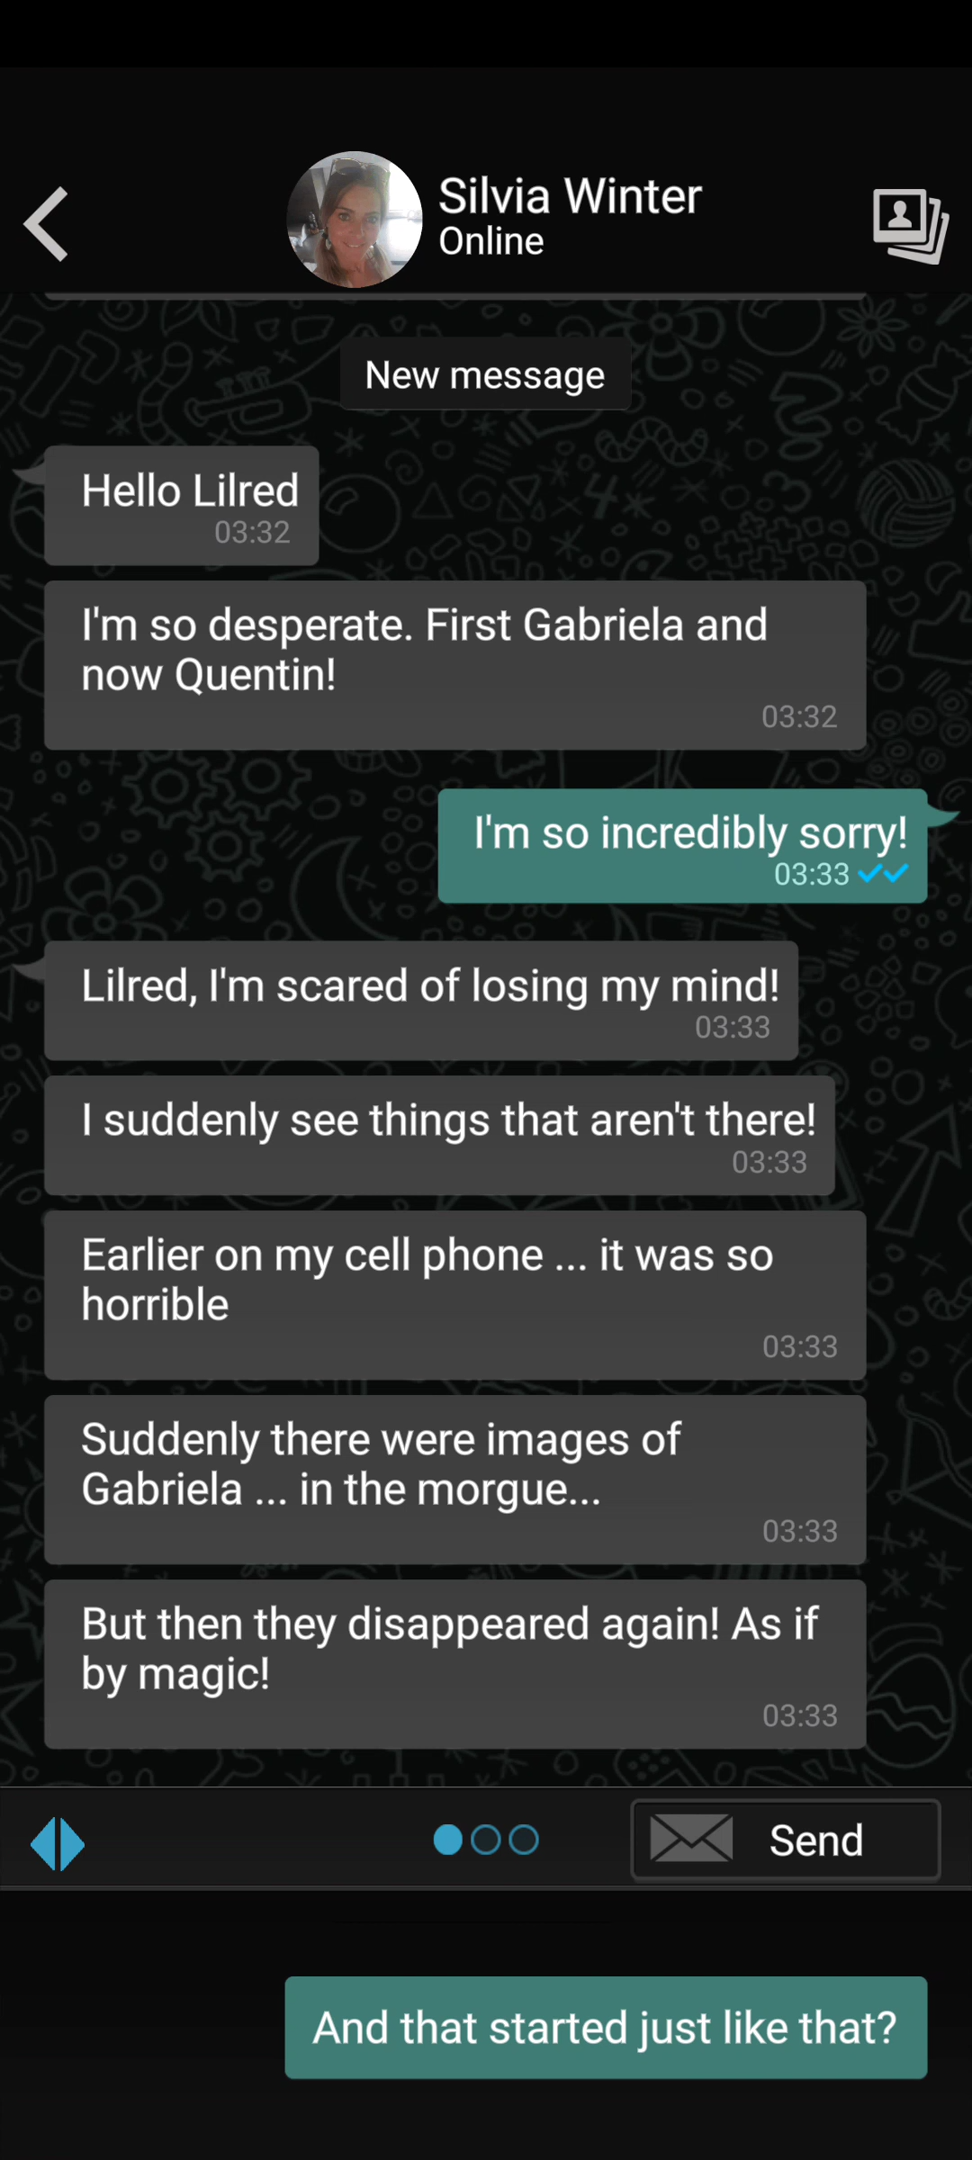 Silvia Winter
Online
New message
Hello Lilred
03:32
I'm so desperate. First Gabriela and
now Quentin!
03:32
I'm so incredibly sorry!
03:33
Lilred, I'm scared of losing my mind!
03:33
I suddenly see things that aren't there!
03:33
Earlier on my cell phone ... it was so
horrible
03:33
Suddenly there were images of
Gabriela ... in the morgue...
03:33
But then they disappeared again! As if
by magic!
03:33
Send
And that started just like that?